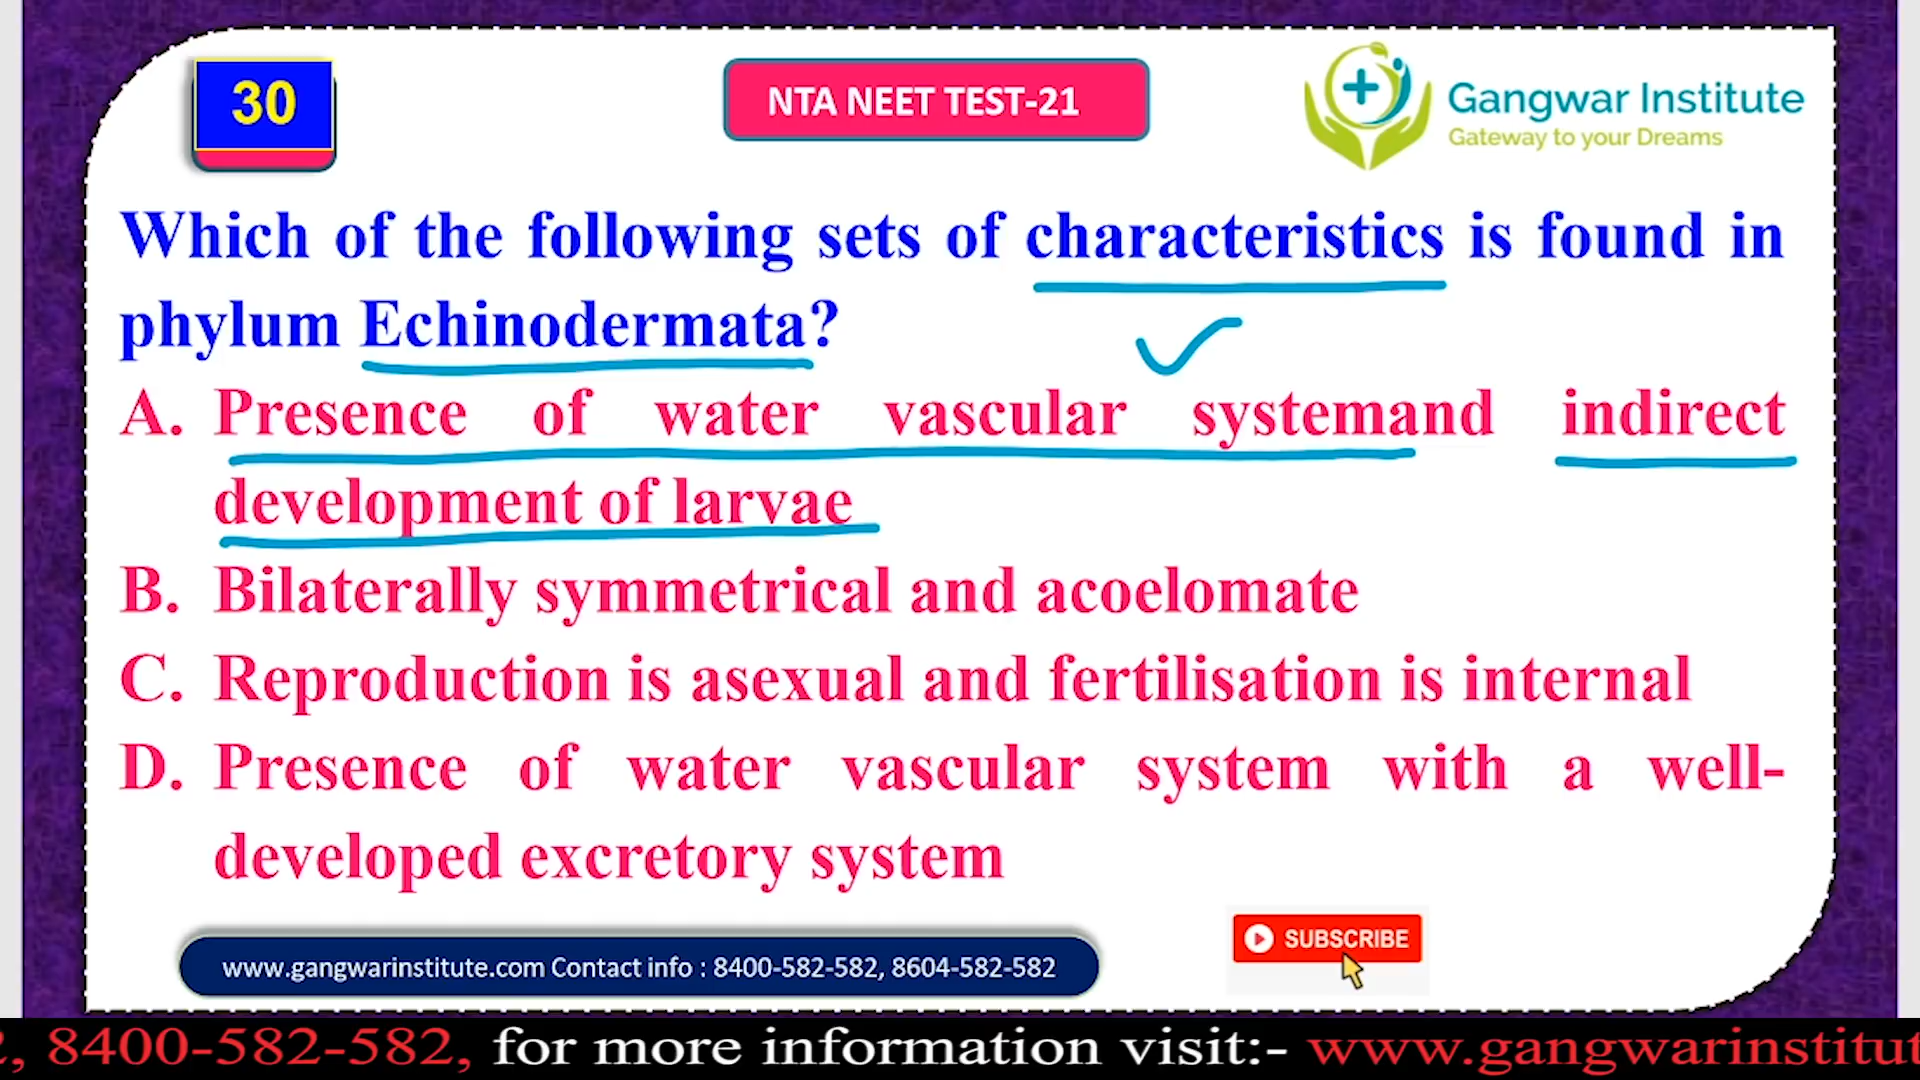 30
NTA NEET TEST-21
Gangwar Institute
Gateway to your Dreams
Which of the following sets of characteristics is found in
phylum Echinodermata?
A. Presence of water vascular systemand indirect
development of larvae
B. Bilaterally symmetrical and acoelomate
C. Reproduction is asexual and fertilisation is internal
D. Presence of water vascular system with a well-
developed excretory system
www.gangwarinstitute.com Contact info : 8400-582-582, 8604-582-582
SUBSCRIBE
2, 8400-582-582, for more information visit:- www.gangwarinstitut